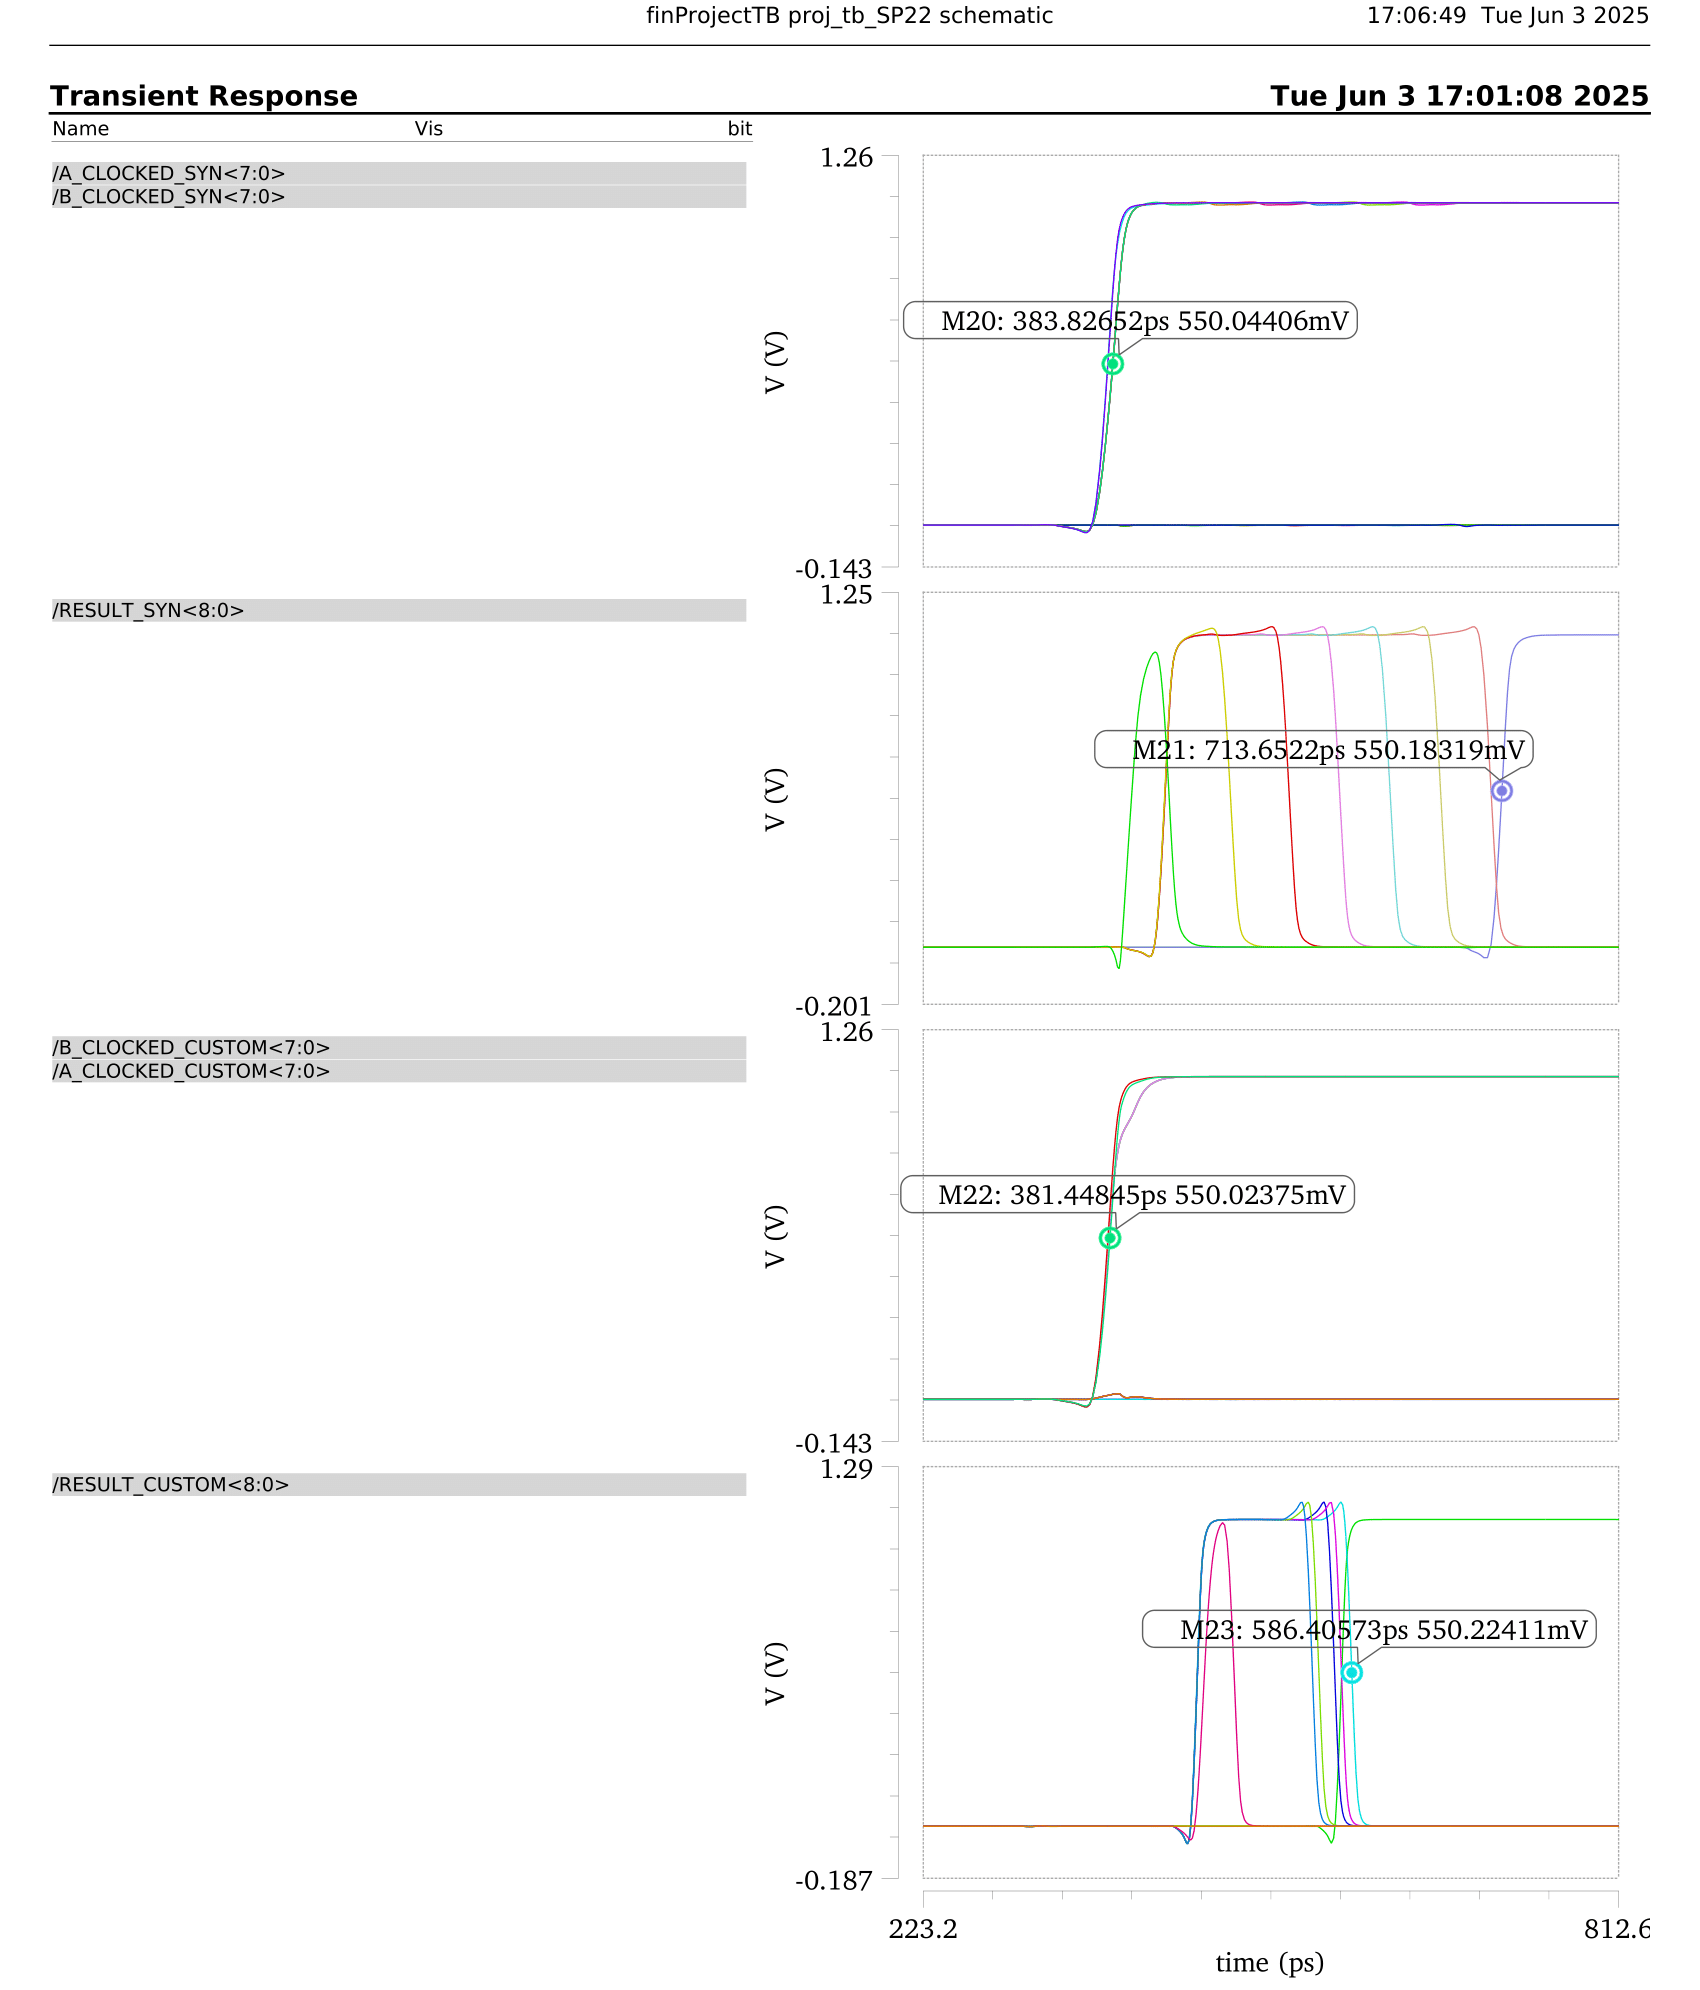 finProjectTB proj_tb_SP22 schematic 17:06:49 Tue Jun 3 2025
Transient Response Tue Jun 3 17:01:08 2025
Name Vis bit
/A_CLOCKED_SYN<7:0>
/B_CLOCKED_SYN<7:0>
1.26
M20: 383.82652ps 550.04406mV
V (V)
-0.143
/RESULT_SYN<8:0>
1.25
M21: 713.6522ps 550.18319mV
V (V)
-0.201
/B_CLOCKED_CUSTOM<7:0>
/A_CLOCKED_CUSTOM<7:0>
1.26
M22: 381.44845ps 550.02375mV
V (V)
-0.143
/RESULT_CUSTOM<8:0>
1.29
M23: 586.40573ps 550.22411mV
V (V)
-0.187
223.2 812.6
time (ps)